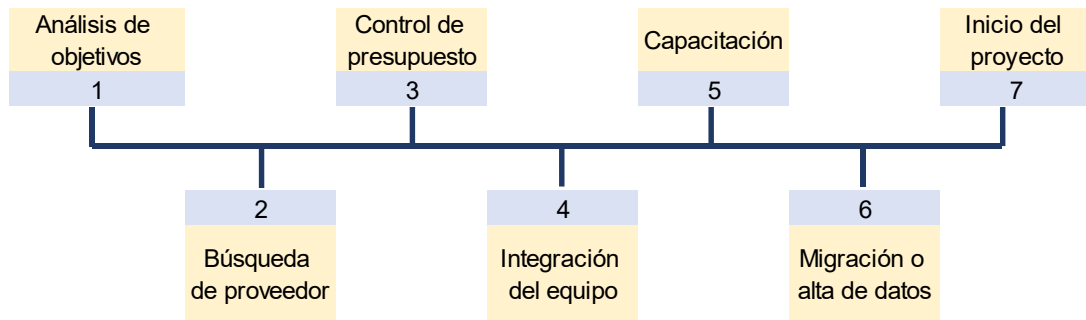 Análisis de
objetivos
1
Control de
presupuesto
3
Capacitación
5
Inicio del
proyecto
7
2
Búsqueda
de proveedor
4
Integración
del equipo
6
Migración o
alta de datos